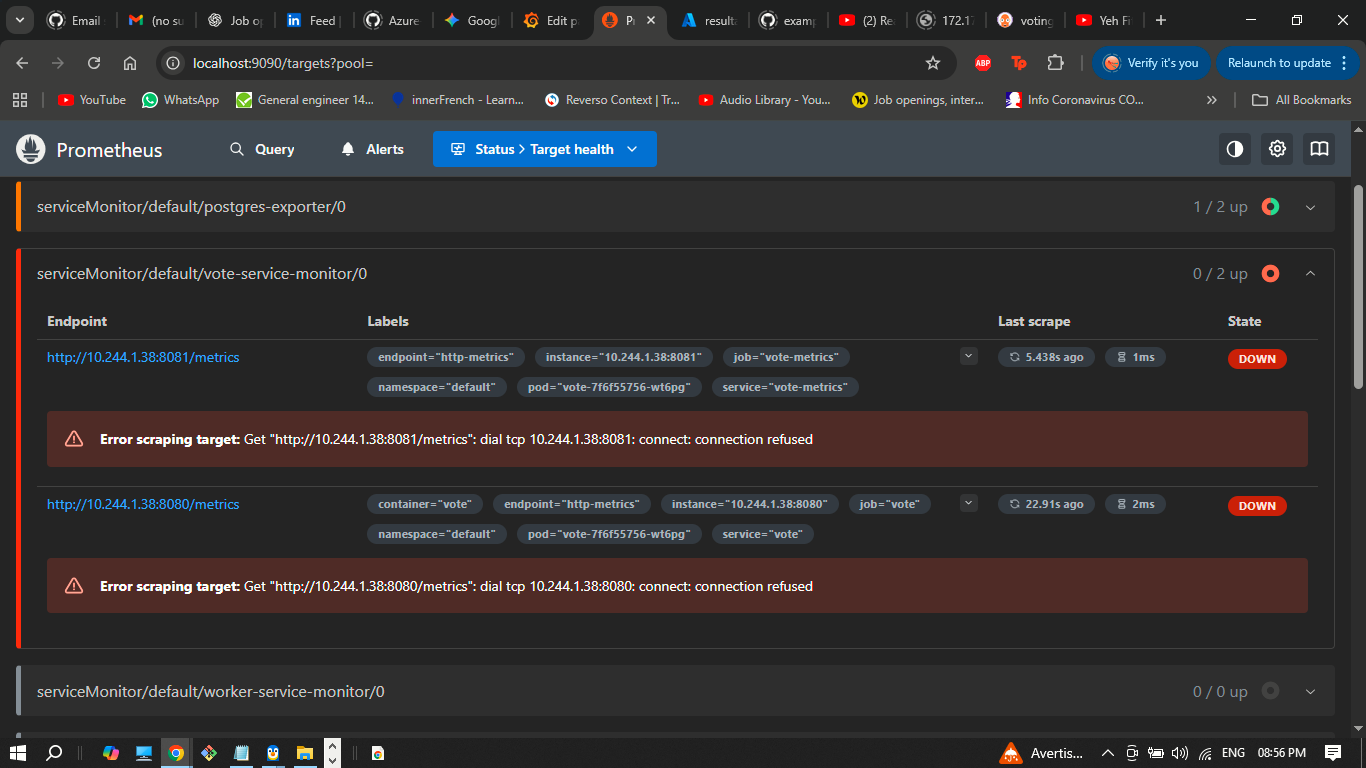 Email
(no su
Job op
Feed |
Azure
Googl
Edit p
Pr
result
examp
(2) Re
172.17
voting
Yeh Fi
localhost:9090/targets?pool=
ABP
Tp
Verify it's you
Relaunch to update
YouTube
WhatsApp
General engineer 14...
innerFrench - Learn...
Reverso Context | Tr...
Audio Library - You...
Job openings, inter...
Info Coronavirus CO...
All Bookmarks
Prometheus
Query
Alerts
Status > Target health
serviceMonitor/default/postgres-exporter/0
1 / 2 up
serviceMonitor/default/vote-service-monitor/0
0 / 2 up
Endpoint Labels Last scrape State
http://10.244.1.38:8081/metrics endpoint="http-metrics" instance="10.244.1.38:8081" job="vote-metrics" 5.438s ago 1ms DOWN
namespace="default" pod="vote-7f6f55756-wt6pg" service="vote-metrics"
Error scraping target: Get "http://10.244.1.38:8081/metrics": dial tcp 10.244.1.38:8081: connect: connection refused
http://10.244.1.38:8080/metrics container="vote" endpoint="http-metrics" instance="10.244.1.38:8080" job="vote" 22.91s ago 2ms DOWN
namespace="default" pod="vote-7f6f55756-wt6pg" service="vote"
Error scraping target: Get "http://10.244.1.38:8080/metrics": dial tcp 10.244.1.38:8080: connect: connection refused
serviceMonitor/default/worker-service-monitor/0
0 / 0 up
Avertis...
ENG
08:56 PM